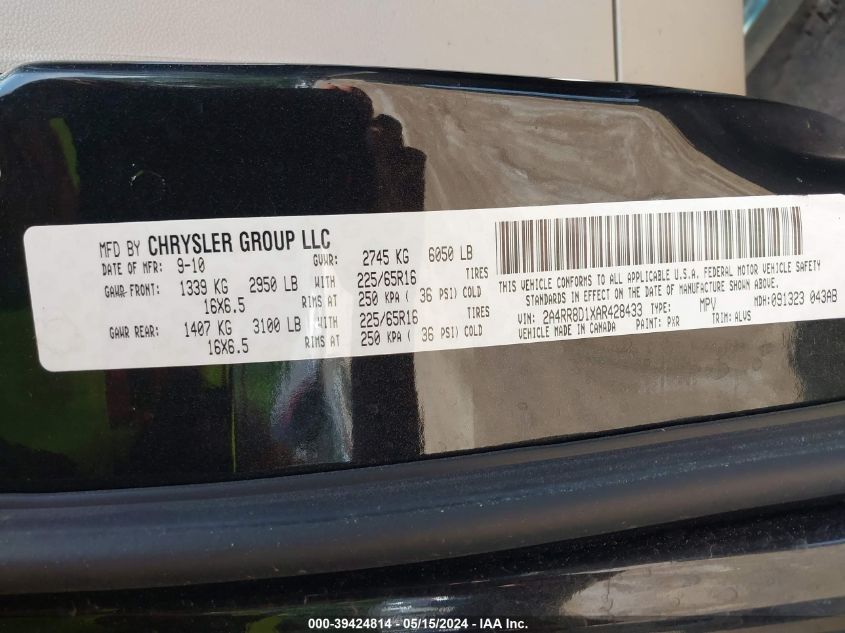 MFD BY CHRYSLER GROUP LLC
DATE OF MFR: 9-10 GVWR: 2745 KG 6050 LB
GAWR FRONT: 1339 KG 2950 LB WITH 225/65R16 TIRES
16X6.5 RIMS AT 250 KPA ( 36 PSI) COLD
GAWR REAR: 1407 KG 3100 LB WITH 225/65R16 TIRES
16X6.5 RIMS AT 250 KPA ( 36 PSI) COLD
THIS VEHICLE CONFORMS TO ALL APPLICABLE U.S.A. FEDERAL MOTOR VEHICLE SAFETY
STANDARDS IN EFFECT ON THE DATE OF MANUFACTURE SHOWN ABOVE.
VIN: 2A4RR8D1XAR428433 TYPE: MPV MDH: 091323 043AB
MADE IN CANADA PAINT: PXR TRIM: ALVS
000-39424814 - 05/15/2024 - IAA Inc.